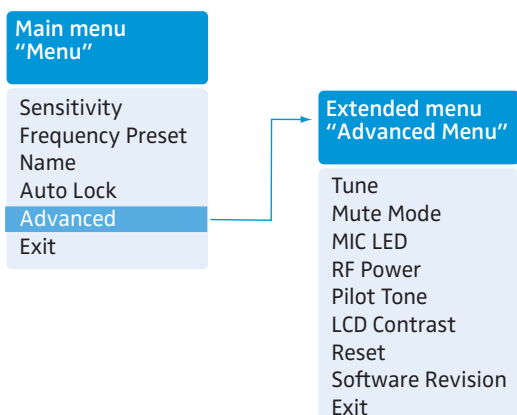 Main menu
“Menu”
Sensitivity
Frequency Preset
Name
Auto Lock
Advanced
Exit
Extended menu
“Advanced Menu”
Tune
Mute Mode
MIC LED
RF Power
Pilot Tone
LCD Contrast
Reset
Software Revision
Exit